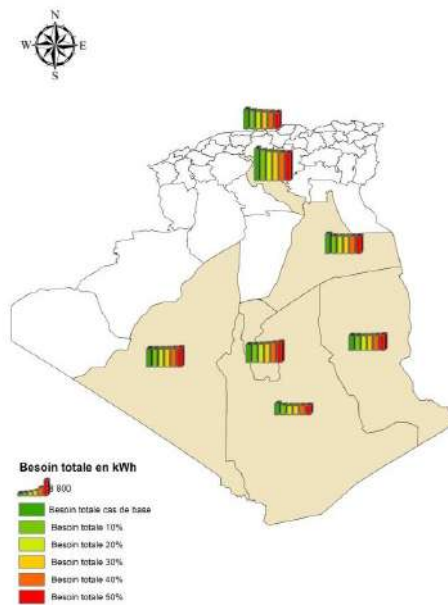 N
W E
S
Besoin totale en kWh
8 800
Besoin totale cas de base
Besoin totale 10%
Besoin totale 20%
Besoin totale 30%
Besoin totale 40%
Besoin totale 50%